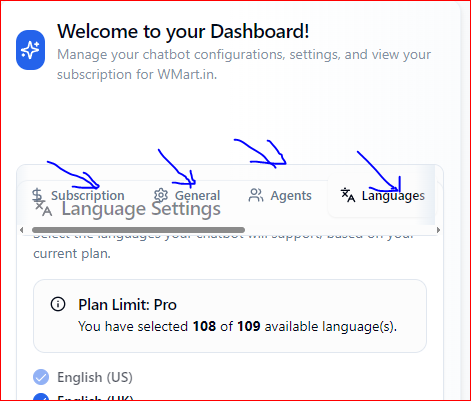 Welcome to your Dashboard!
Manage your chatbot configurations, settings, and view your
subscription for WMart.in.
Subscription
General
Agents
Languages
Language Settings
Select the languages your chatbot will support, based on your
current plan.
Plan Limit: Pro
You have selected 108 of 109 available language(s).
English (US)
English (UK)